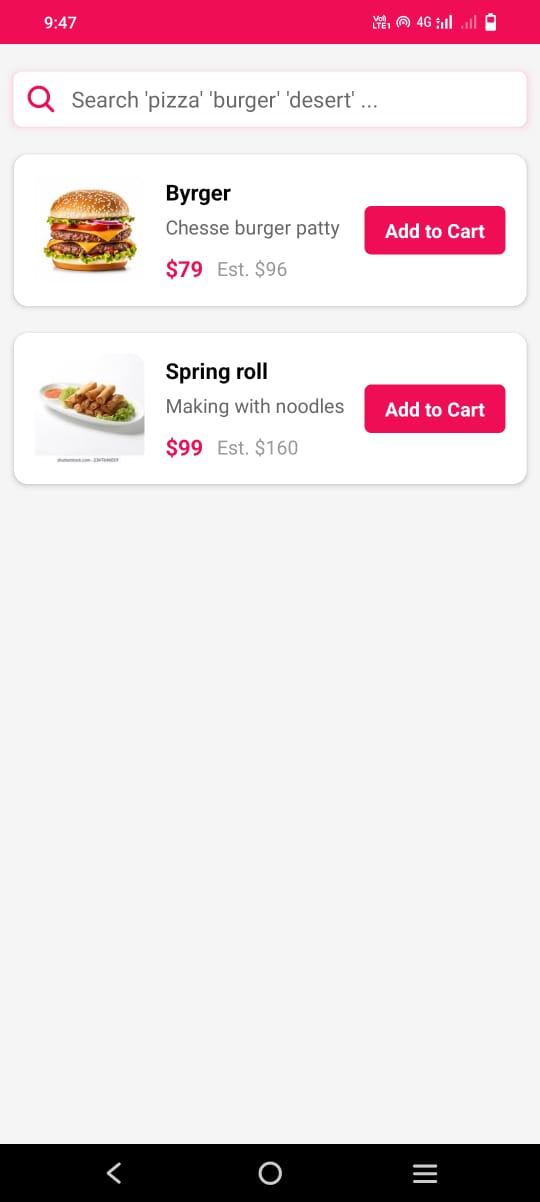 9:47
Vo) LTE1 4G
Search 'pizza' 'burger' 'desert' ...
Byrger
Chesse burger patty
$79 Est. $96
Add to Cart
Spring roll
Making with noodles
$99 Est. $160
Add to Cart
shutterstock.com